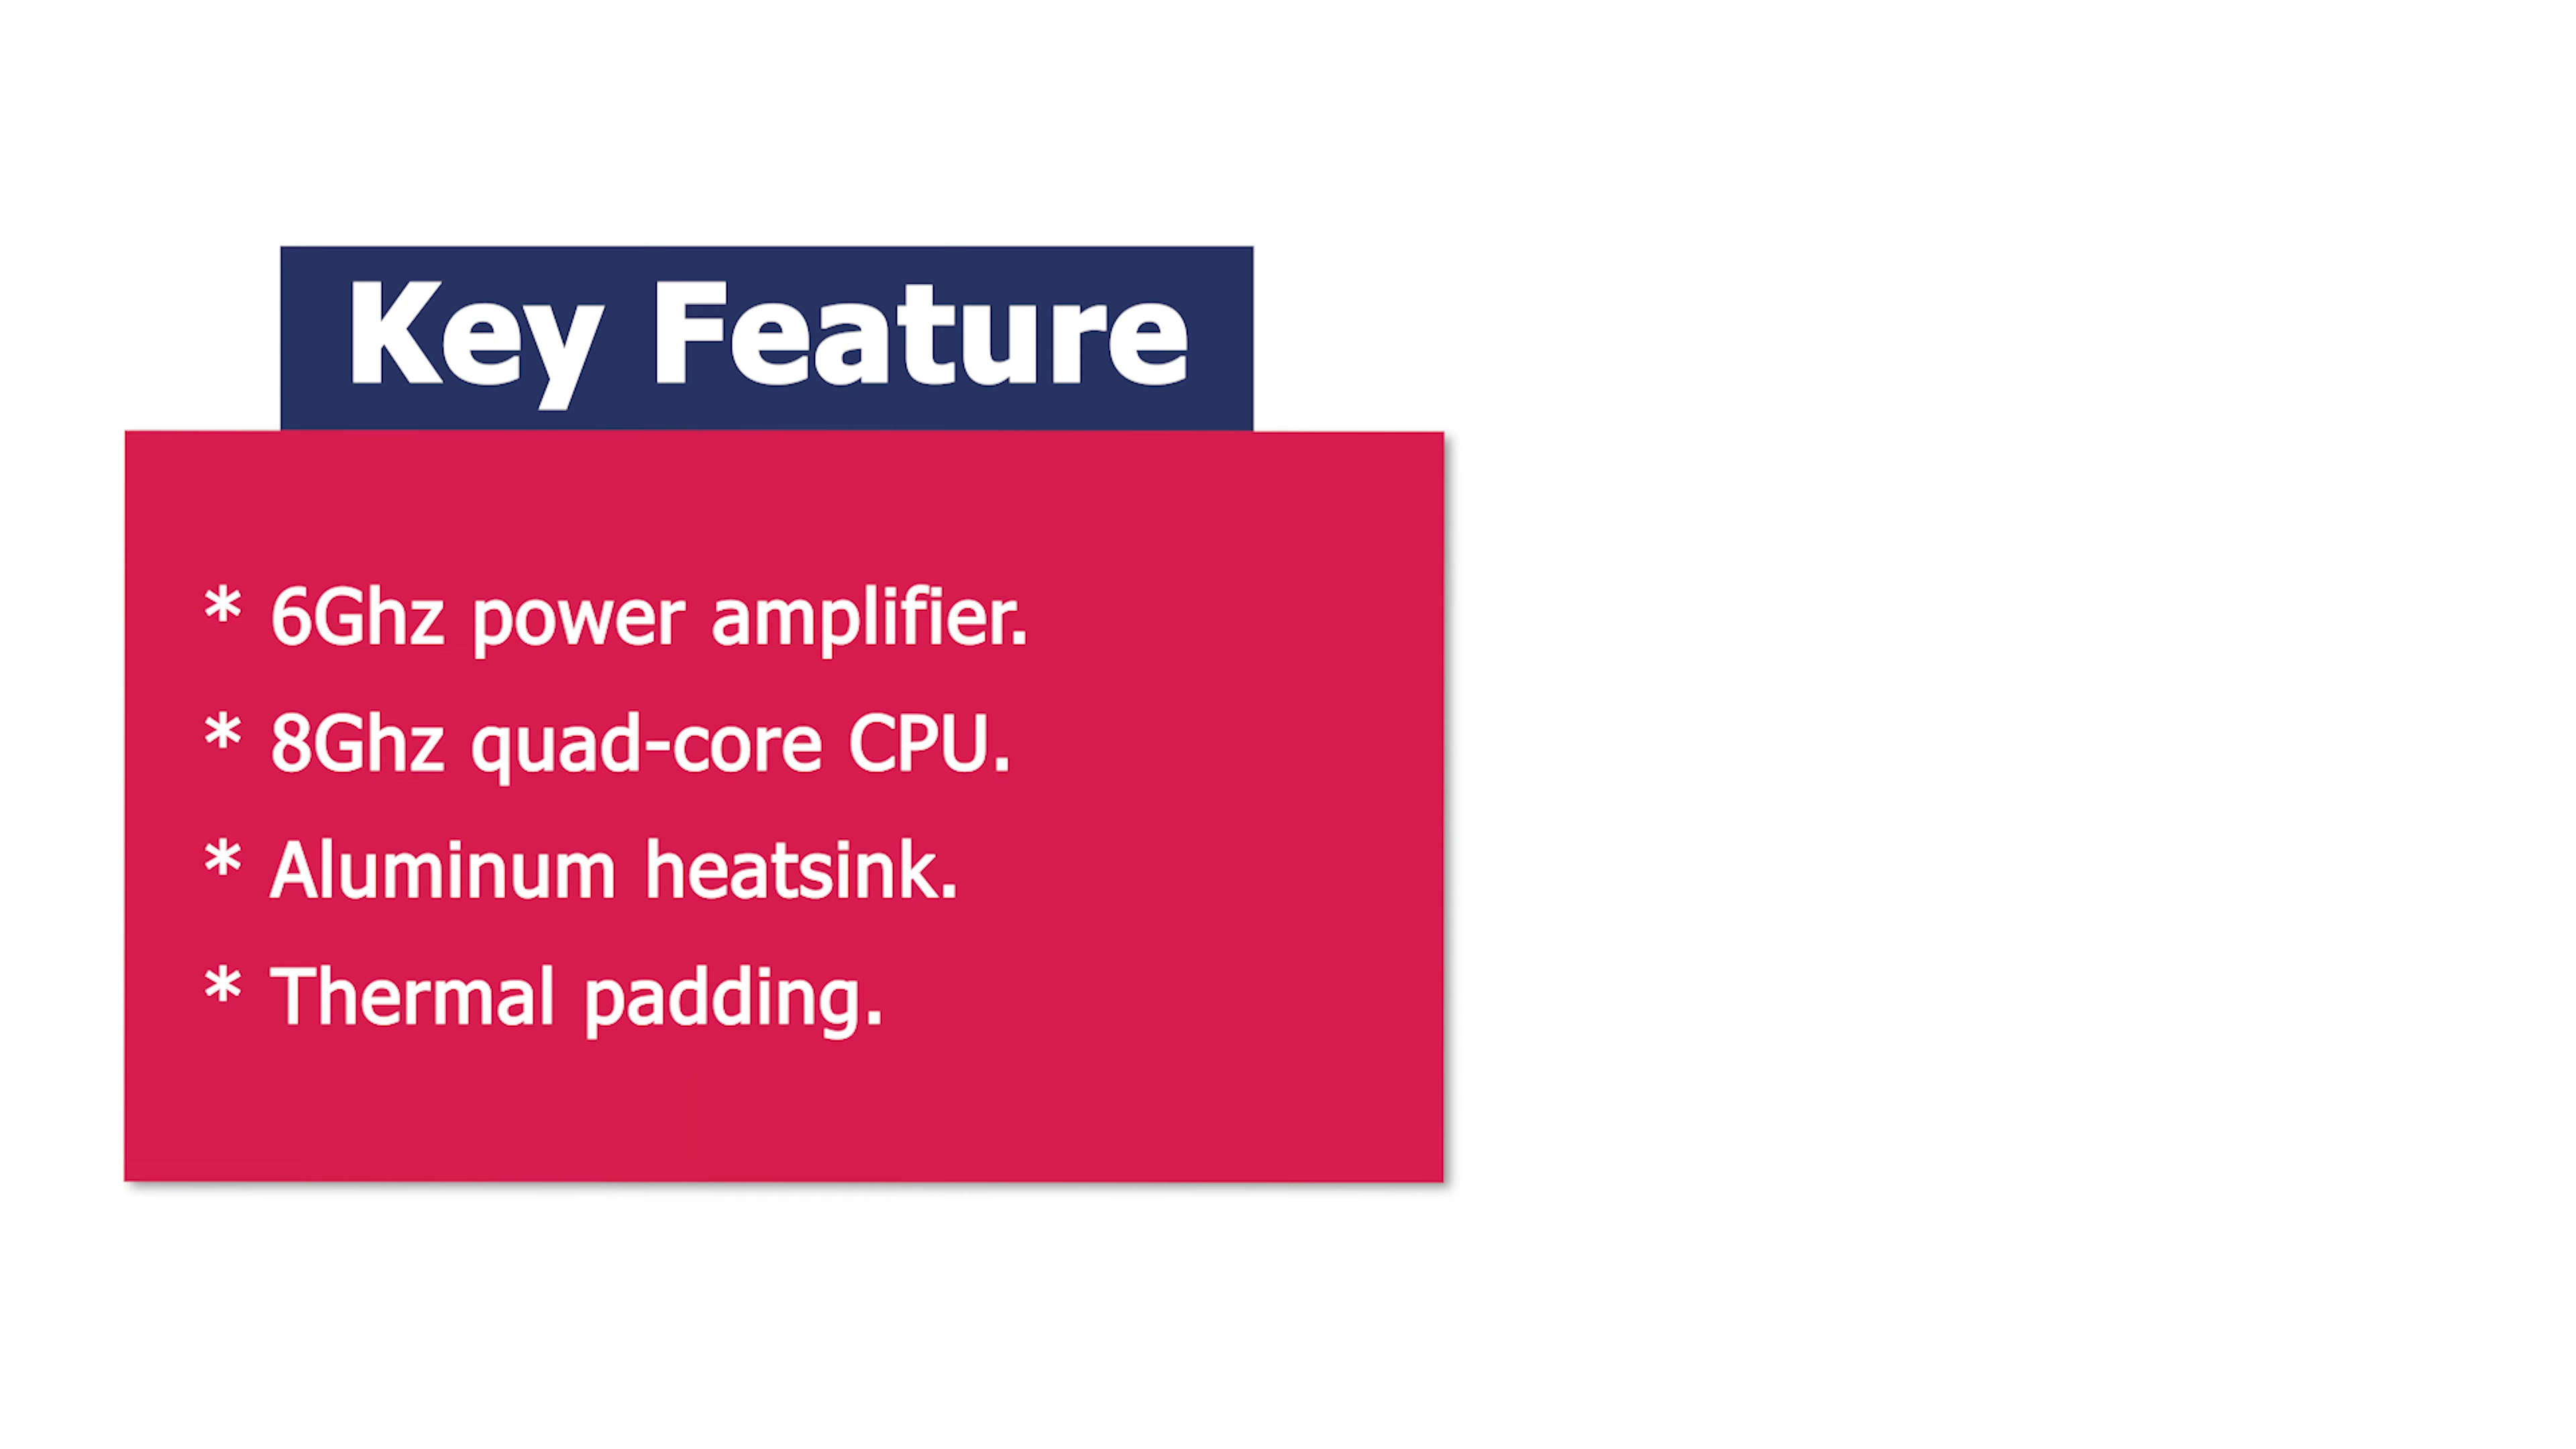 Key Feature
* 6Ghz power amplifier.
* 8Ghz quad-core CPU.
* Aluminum heatsink.
* Thermal padding.